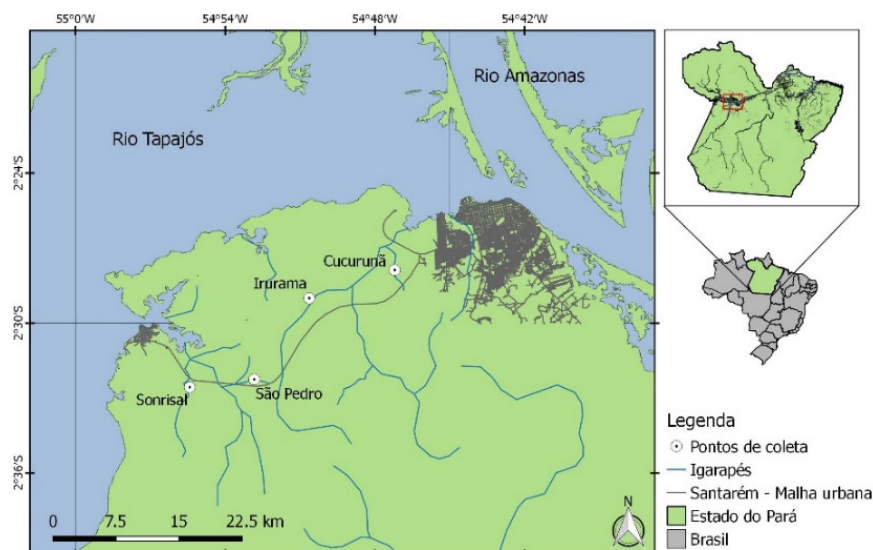 55°0'W 54°54'W 54°48'W 54°42'W
Rio Amazonas
Rio Tapajós
2°24'S
Cucurunã
Irurama
2°30'S
São Pedro
Sonrisal
2°36'S
0 7.5 15 22.5 km
N
Legenda
Pontos de coleta
Igarapés
Santarém - Malha urbana
Estado do Pará
Brasil